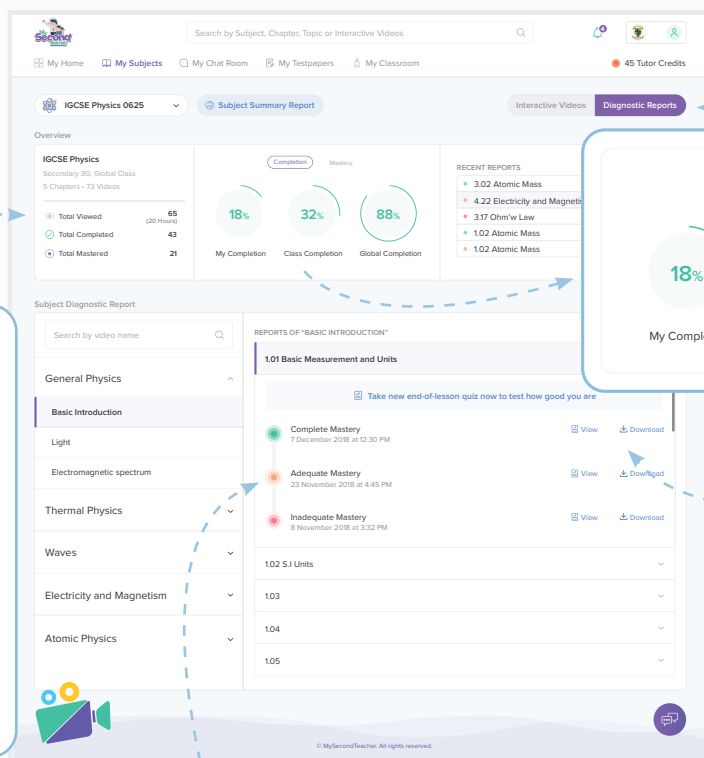 Second
Search by Subject, Chapter, Topic or Interactive Videos
My Home
My Subjects
My Chat Room
My Testpapers
My Classroom
45 Tutor Credits
IGCSE Physics 0625
Subject Summary Report
Interactive Videos
Diagnostic Reports
Overview
IGCSE Physics
Secondary 3G, Global Class
5 Chapters • 73 Videos
Total Viewed 65
(20 Hours)
Total Completed 43
Total Mastered 21
Completion
Mastery
18%
32%
88%
My Completion
Class Completion
Global Completion
RECENT REPORTS
3.02 Atomic Mass
4.22 Electricity and Magnetis
3.17 Ohm'w Law
1.02 Atomic Mass
1.02 Atomic Mass
18%
My Comple
Subject Diagnostic Report
Search by video name
General Physics
Basic Introduction
Light
Electromagnetic spectrum
Thermal Physics
Waves
Electricity and Magnetism
Atomic Physics
REPORTS OF "BASIC INTRODUCTION"
1.01 Basic Measurement and Units
Take new end-of-lesson quiz now to test how good you are
Complete Mastery
7 December 2018 at 12:30 PM
View
Download
Adequate Mastery
23 November 2018 at 4:45 PM
View
Download
Inadequate Mastery
8 November 2018 at 3:32 PM
View
Download
1.02 S.I Units
1.03
1.04
1.05
© MySecondTeacher. All rights reserved.